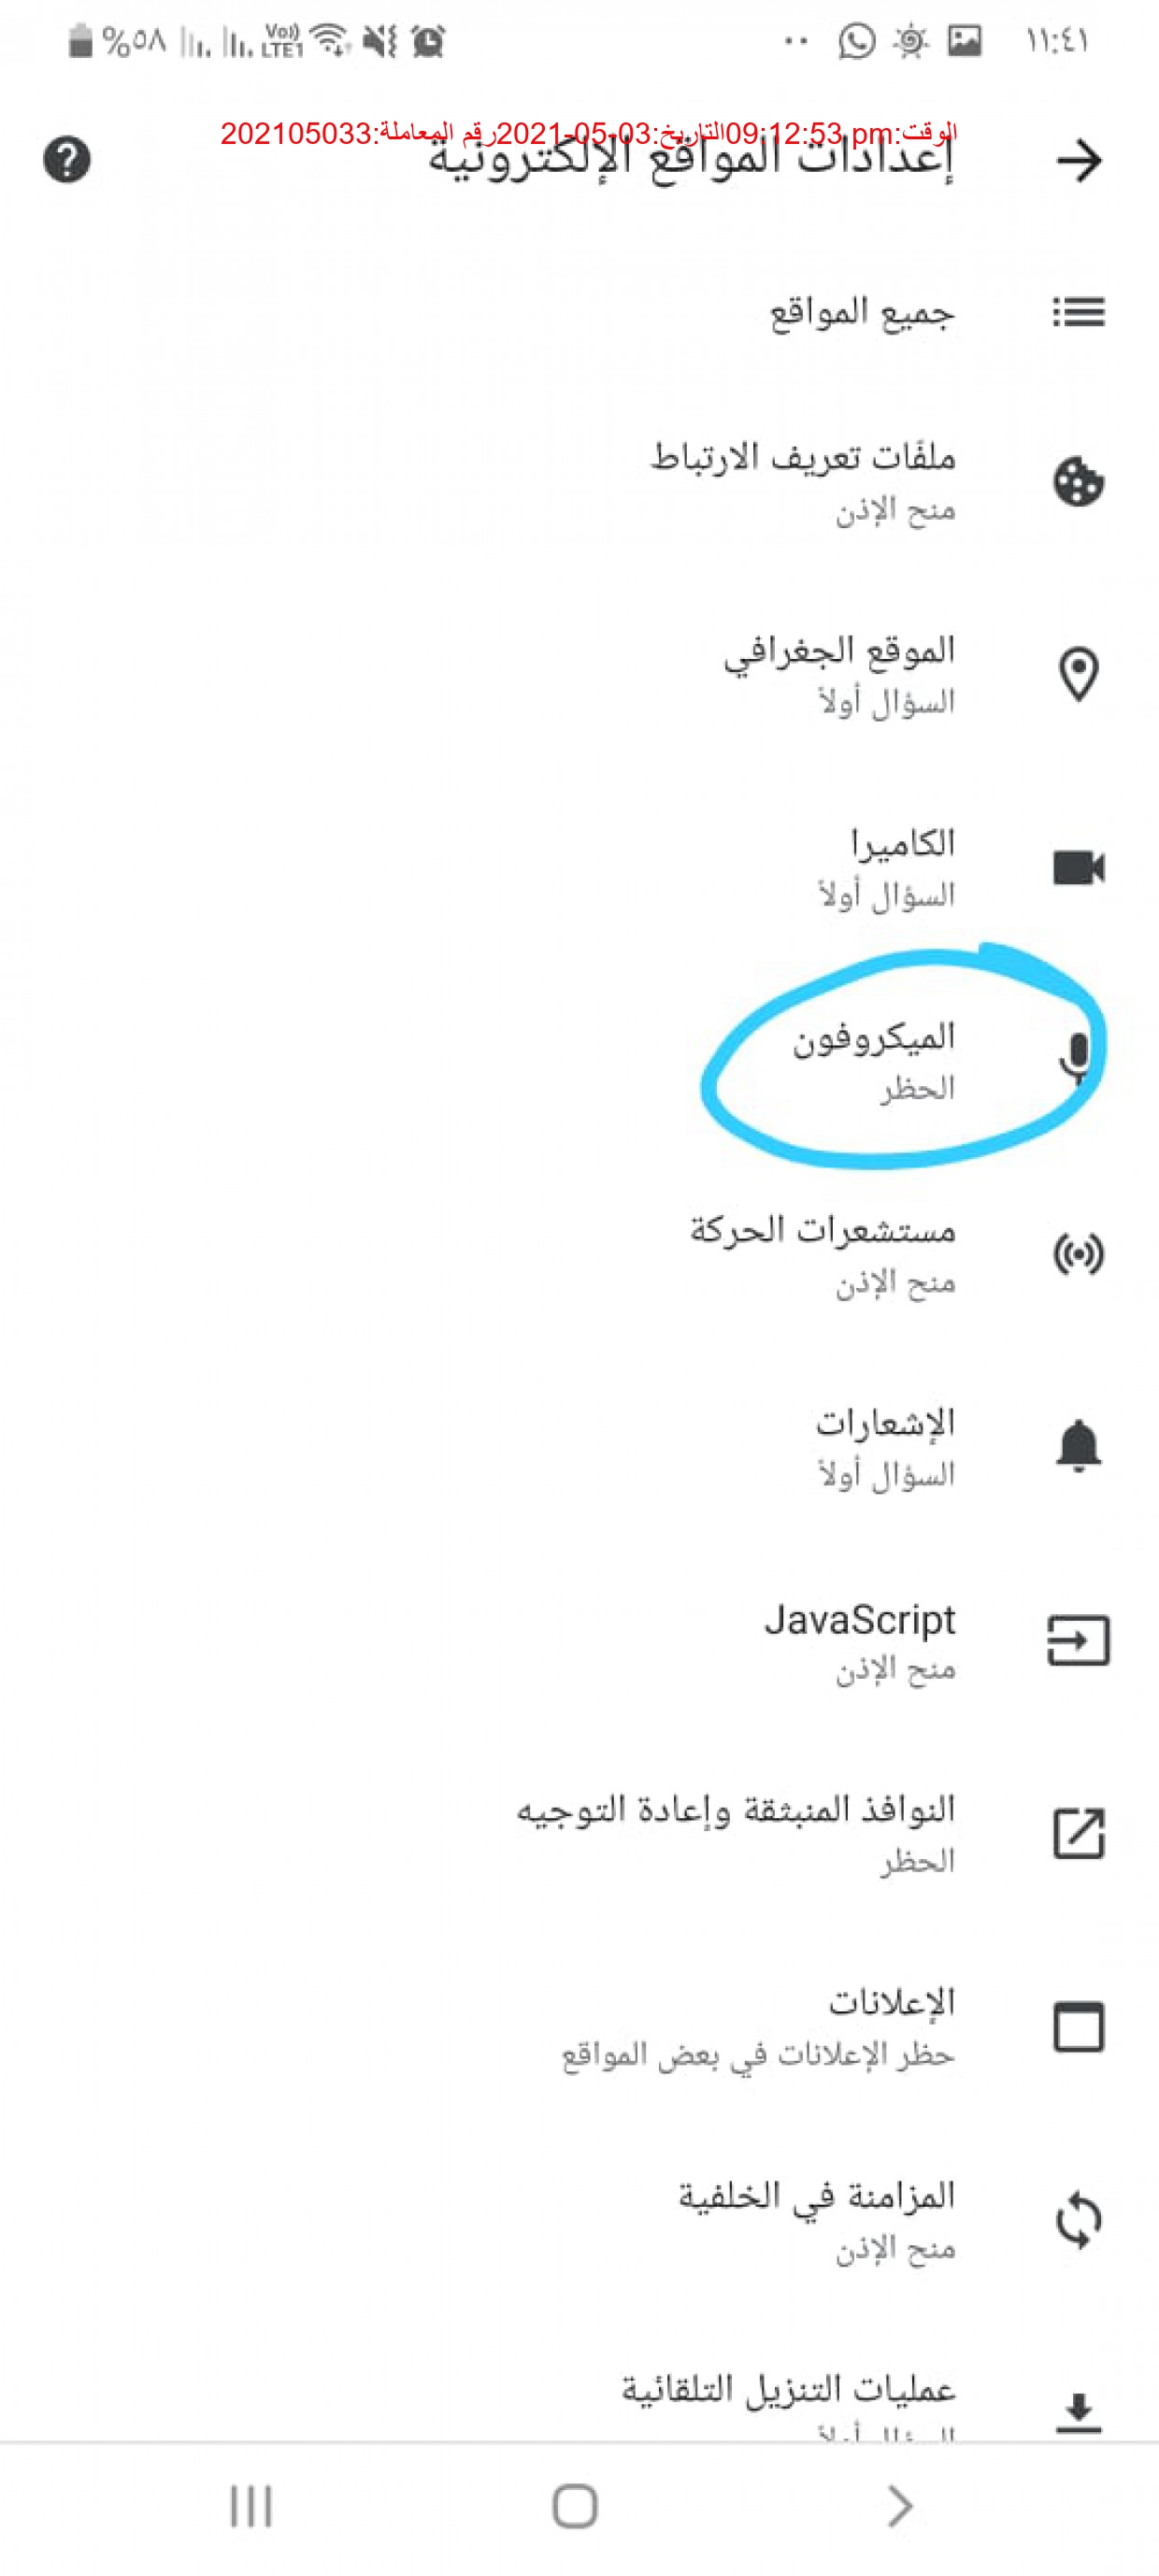 ١١:٤١
%٥٨
Vo))
LTE1
الوقت:09:12:53 pmالتاريخ:2021-05-03رقم المعاملة:202105033
إعدادات المواقع الإلكترونية
جميع المواقع
ملفّات تعريف الارتباط
منح الإذن
الموقع الجغرافي
السؤال أولاً
الكاميرا
السؤال أولاً
الميكروفون
الحظر
مستشعرات الحركة
منح الإذن
الإشعارات
السؤال أولاً
JavaScript
منح الإذن
النوافذ المنبثقة وإعادة التوجيه
الحظر
الإعلانات
حظر الإعلانات في بعض المواقع
المزامنة في الخلفية
منح الإذن
عمليات التنزيل التلقائية
السؤال أولاً